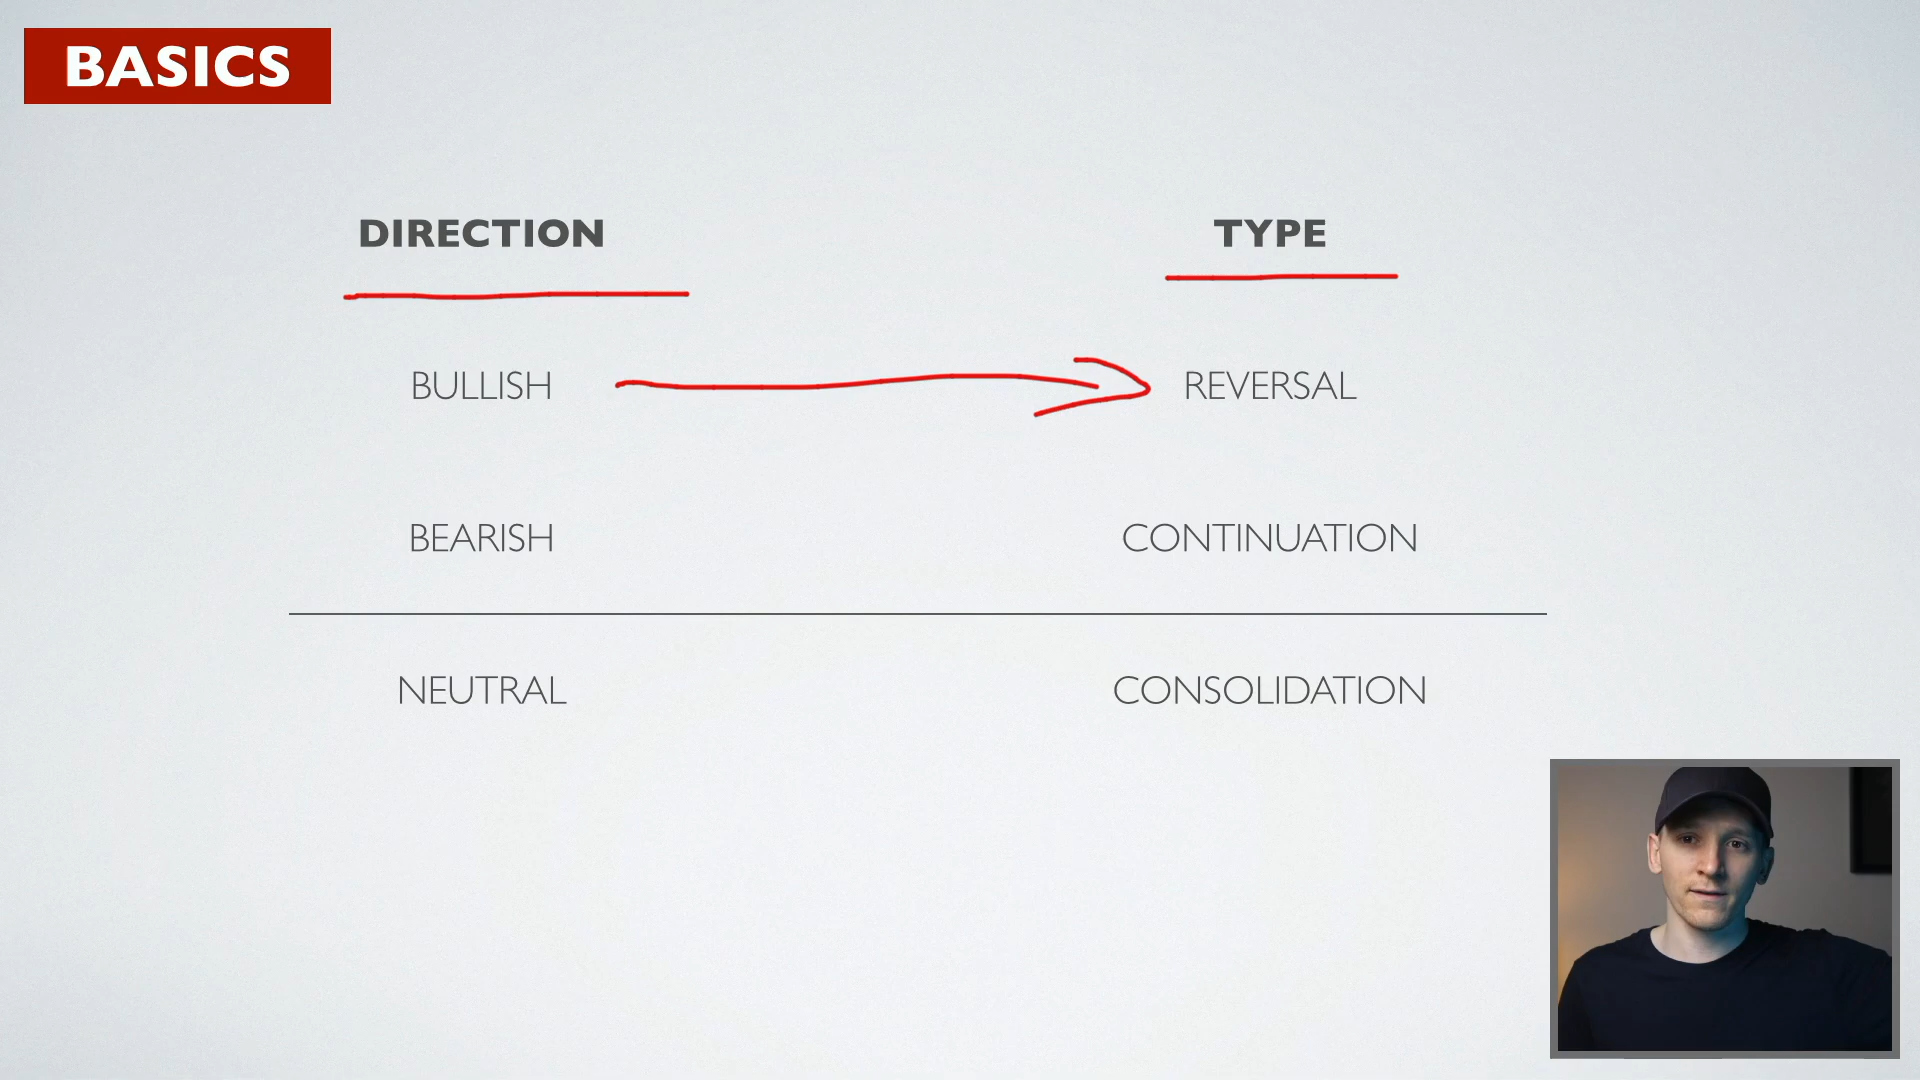 BASICS
DIRECTION TYPE
BULLISH REVERSAL
BEARISH CONTINUATION
NEUTRAL CONSOLIDATION